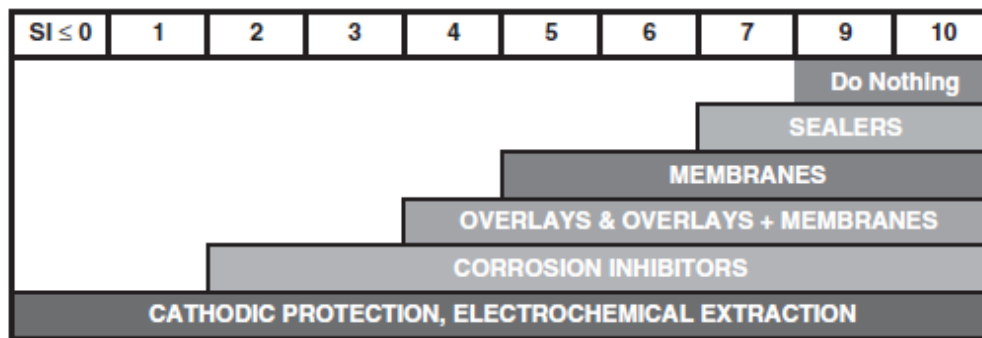 SI ≤ 0 1 2 3 4 5 6 7 9 10
Do Nothing
SEALERS
MEMBRANES
OVERLAYS & OVERLAYS + MEMBRANES
CORROSION INHIBITORS
CATHODIC PROTECTION, ELECTROCHEMICAL EXTRACTION